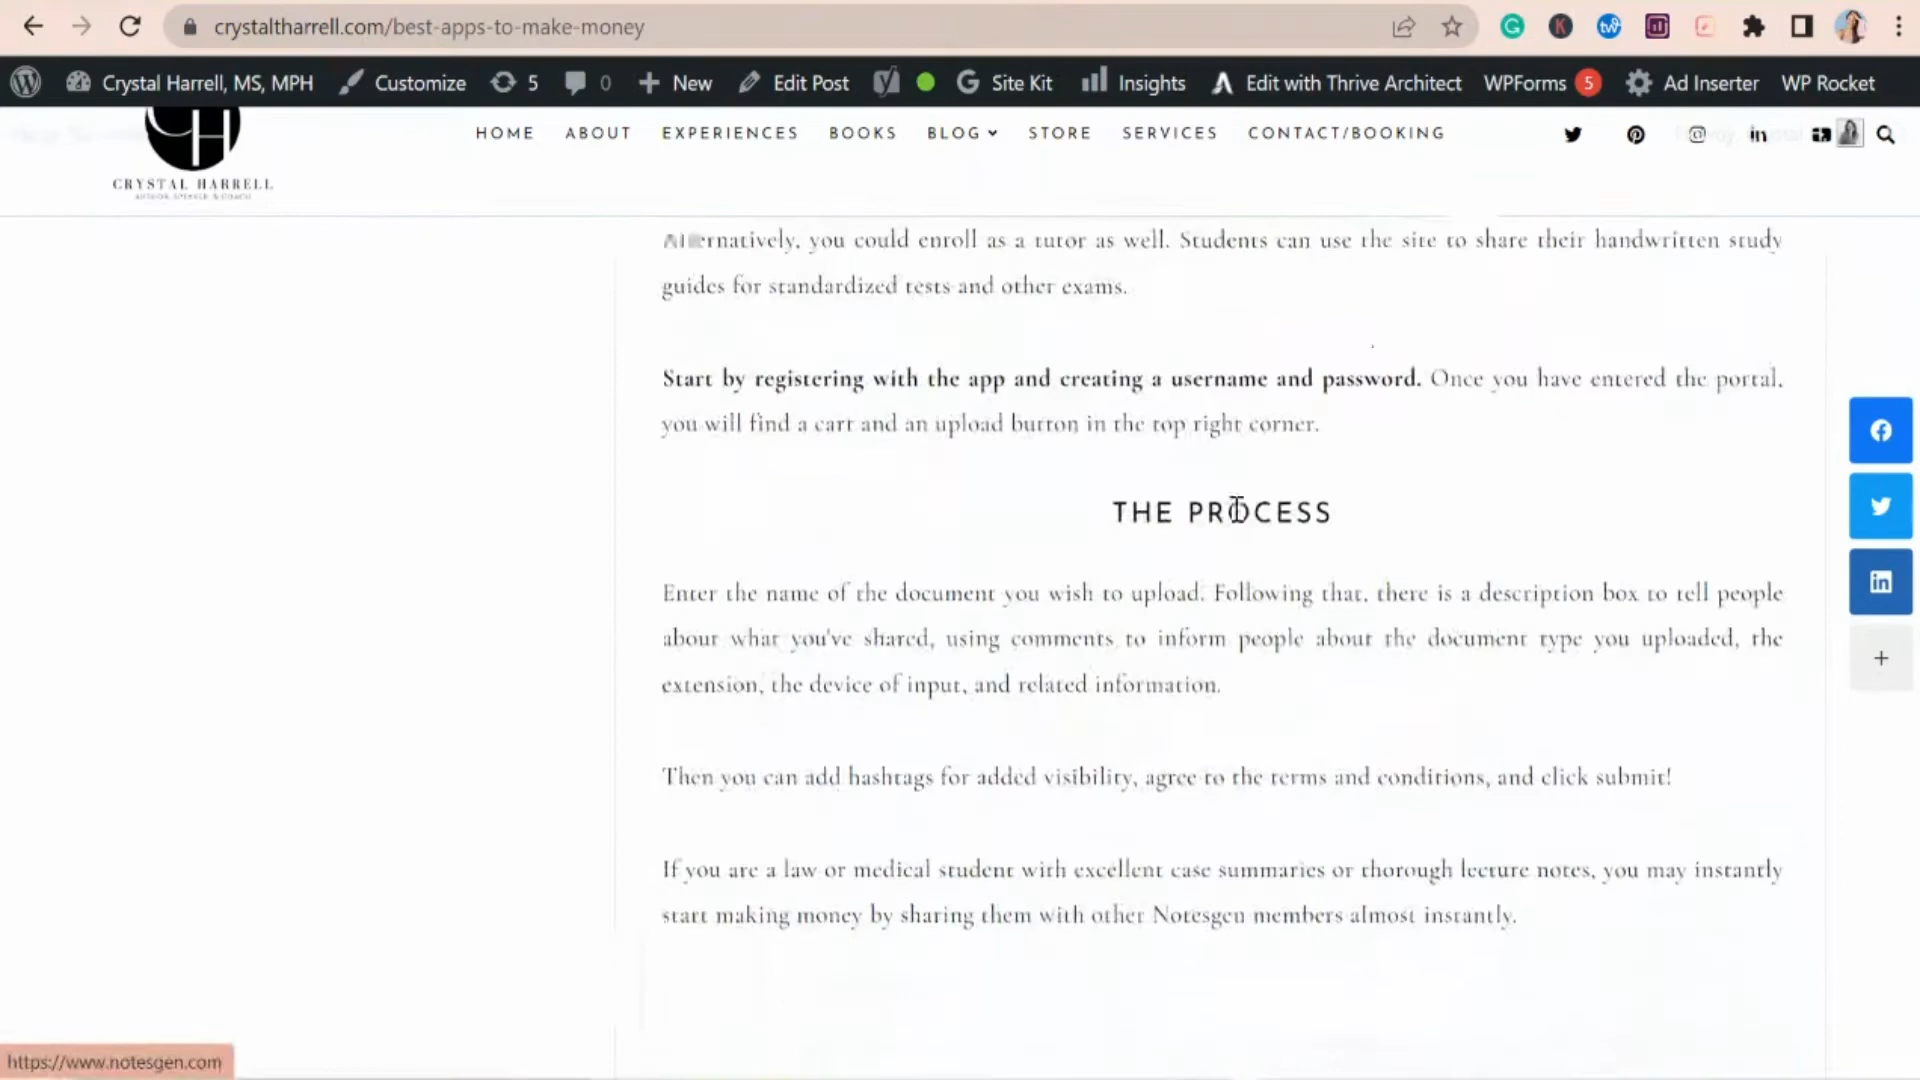 crystaltharrell.com/best-apps-to-make-money
Crystal Harrell, MS, MPH Customize 5 0 New Edit Post Site Kit Insights Edit with Thrive Architect WPForms 5 Ad Inserter WP Rocket
HOME ABOUT EXPERIENCES BOOKS BLOG STORE SERVICES CONTACT/BOOKING
CRYSTAL HARRELL
AUTHOR, SPEAKER, & COACH
Alternatively, you could enroll as a tutor as well. Students can use the site to share their handwritten study
guides for standardized tests and other exams.
Start by registering with the app and creating a username and password. Once you have entered the portal,
you will find a cart and an upload button in the top right corner.
THE PROCESS
Enter the name of the document you wish to upload. Following that, there is a description box to tell people
about what you've shared, using comments to inform people about the document type you uploaded, the
extension, the device of input, and related information.
Then you can add hashtags for added visibility, agree to the terms and conditions, and click submit!
If you are a law or medical student with excellent case summaries or thorough lecture notes, you may instantly
start making money by sharing them with other Notesgen members almost instantly.
https://www.notesgen.com